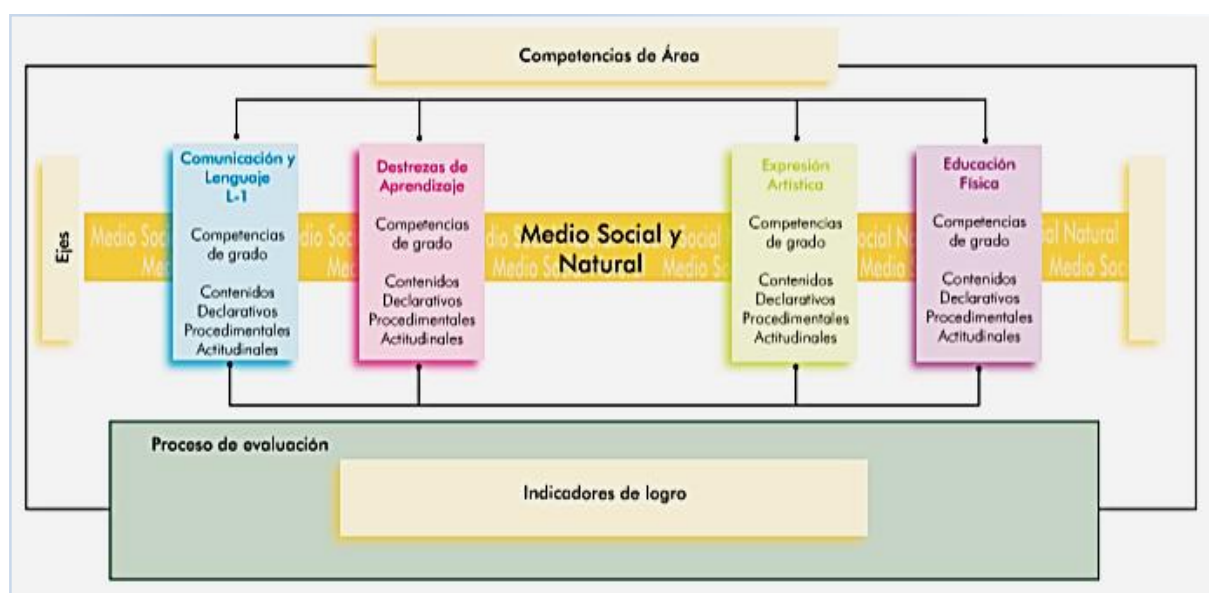 Competencias de Área
Comunicación y
Lenguaje
L-1
Competencias
de grado
Contenidos
Declarativos
Procedimentales
Actitudinales
Destrezas de
Aprendizaje
Competencias
de grado
Contenidos
Declarativos
Procedimentales
Actitudinales
Expresión
Artística
Competencias
de grado
Contenidos
Declarativos
Procedimentales
Actitudinales
Educación
Física
Competencias
de grado
Contenidos
Declarativos
Procedimentales
Actitudinales
Ejes
Medio Social y
Natural
Proceso de evaluación
Indicadores de logro